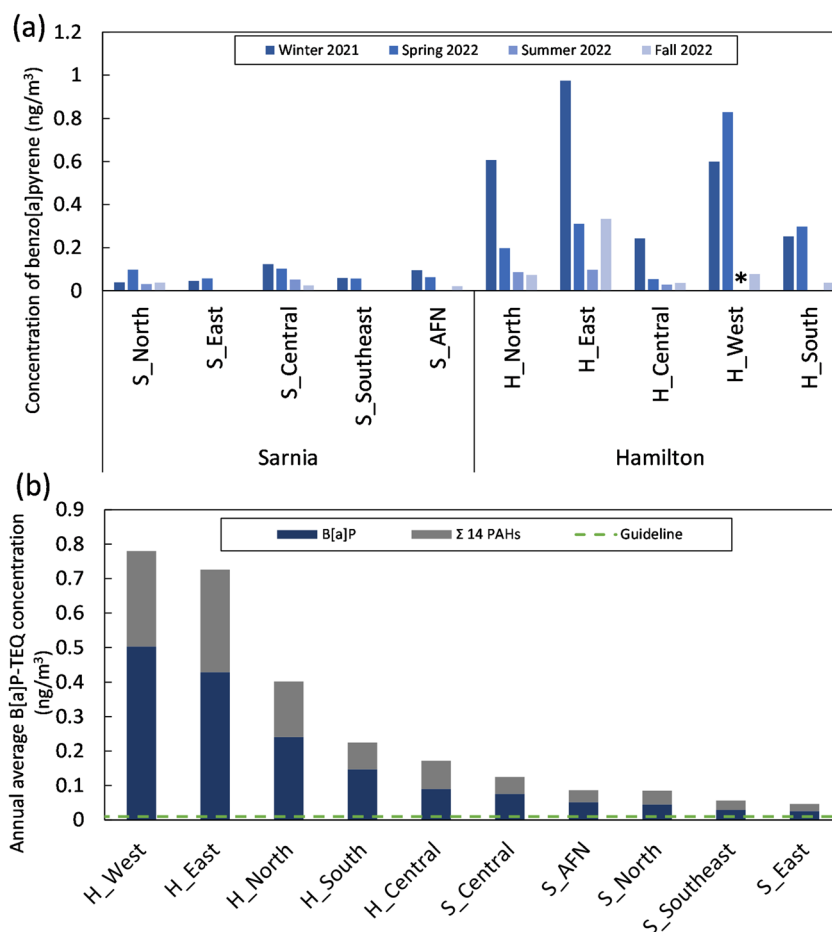 (a)
1.2
1
0.8
0.6
0.4
0.2
0
Concentration of benzo[a]pyrene (ng/m³)
Winter 2021 Spring 2022 Summer 2022 Fall 2022
*
S_North S_East S_Central S_Southeast S_AFN H_North H_East H_Central H_West H_South
Sarnia Hamilton
(b)
0.9
0.8
0.7
0.6
0.5
0.4
0.3
0.2
0.1
0
Annual average B[a]P-TEQ concentration
(ng/m³)
B[a]P Σ 14 PAHs Guideline
H_West H_East H_North H_South H_Central S_Central S_AFN S_North S_Southeast S_East